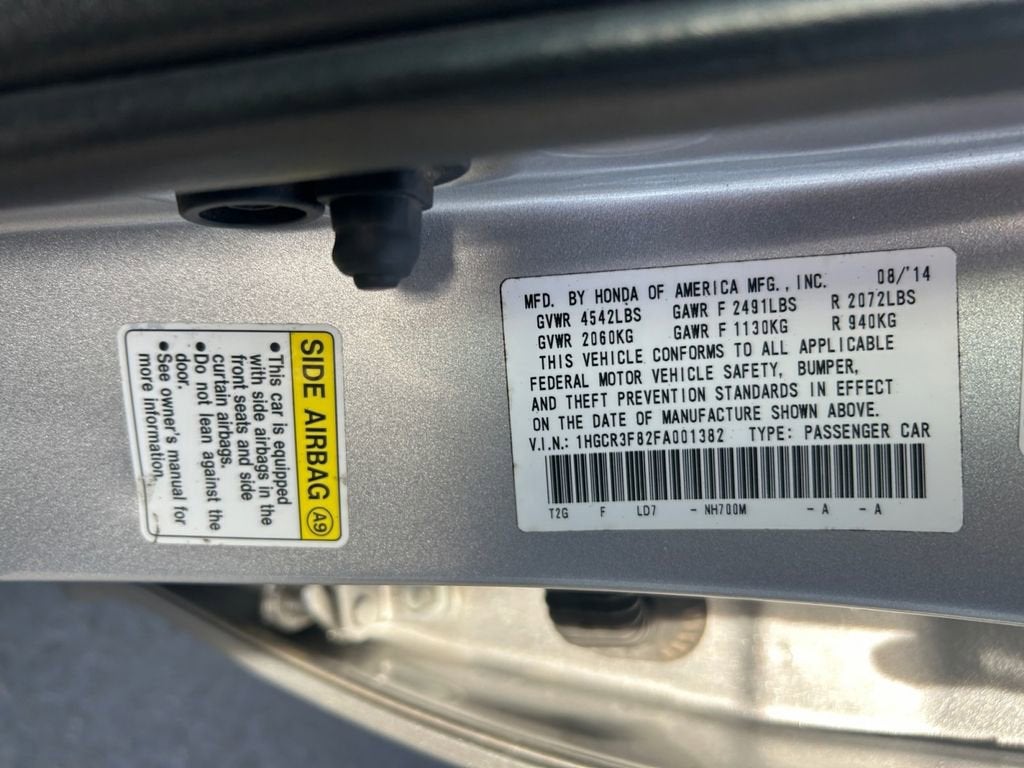 MFD. BY HONDA OF AMERICA MFG., INC. 08/'14
GVWR 4542LBS GAWR F 2491LBS R 2072LBS
GVWR 2060KG GAWR F 1130KG R 940KG
THIS VEHICLE CONFORMS TO ALL APPLICABLE
FEDERAL MOTOR VEHICLE SAFETY, BUMPER,
AND THEFT PREVENTION STANDARDS IN EFFECT
ON THE DATE OF MANUFACTURE SHOWN ABOVE.
V.I.N.: 1HGCR3F82FA001382 TYPE: PASSENGER CAR
T2G F LD7 - NH700M - A - A
SIDE AIRBAG A9
• This car is equipped
with side airbags in the
front seats and side
curtain airbags.
• Do not lean against the
door.
• See owner's manual for
more information.